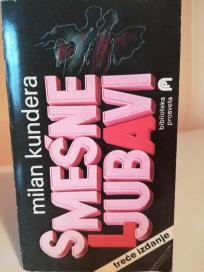 milan kundera
SMEŠNE
LJUBAVI
biblioteka
prosveta
treće izdanje